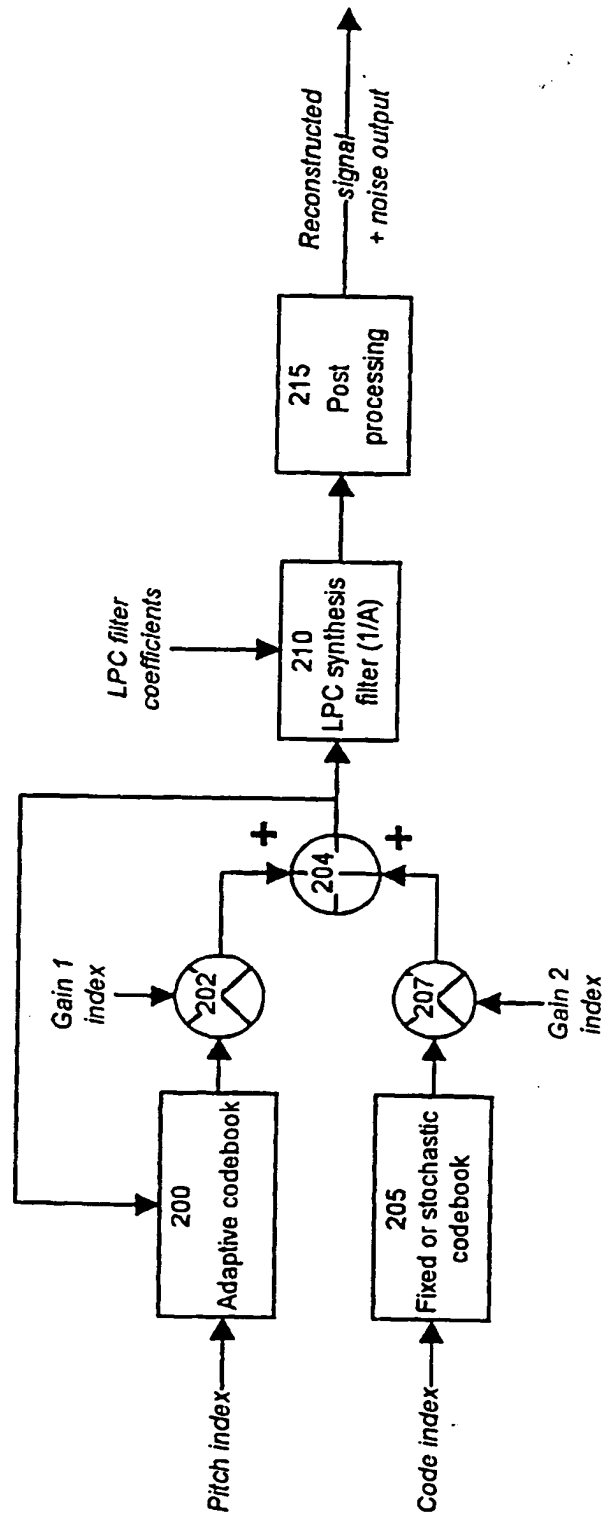 Pitch index
200
Adaptive codebook
Gain 1
index
202
Code index
205
Fixed or stochastic
codebook
207
Gain 2
index
+
204
+
LPC filter
coefficients
210
LPC synthesis
filter (1/A)
215
Post
processing
Reconstructed
signal
+ noise output